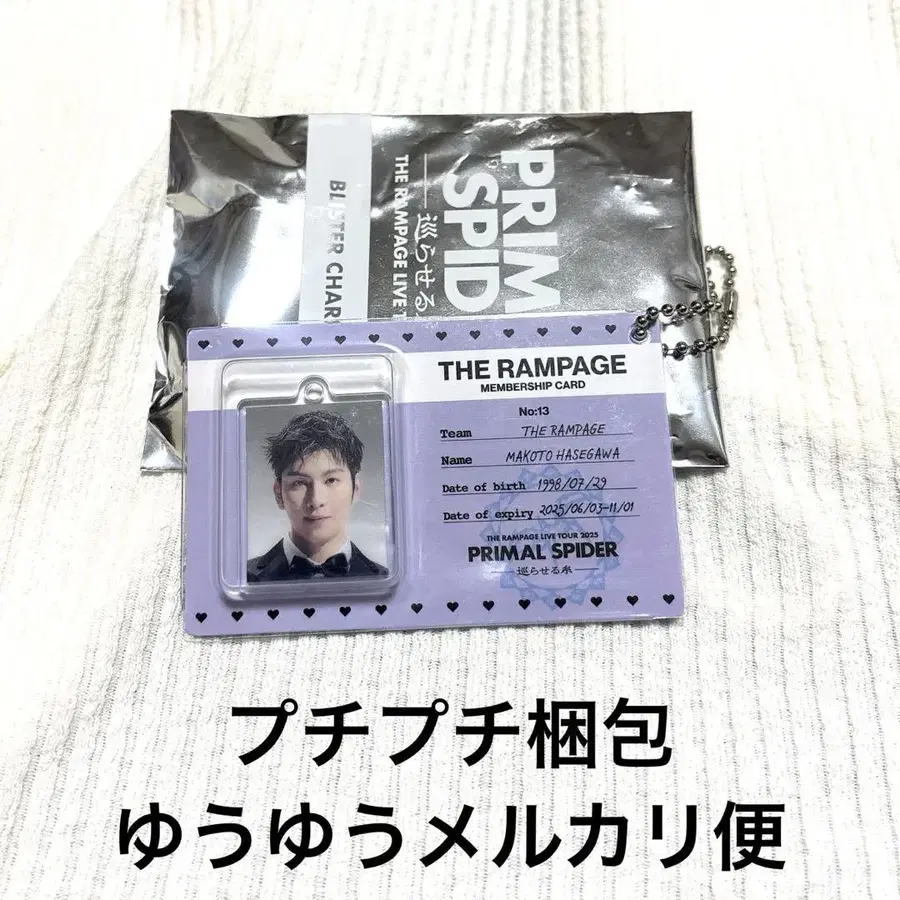 PRIM
SPID
巡らせる
THE RAMPAGE LIVE T
BLISTER CHAR
THE RAMPAGE
MEMBERSHIP CARD
No:13
Team THE RAMPAGE
Name MAKOTO HASEGAWA
Date of birth 1998/07/29
Date of expiry 2025/06/03-11/01
THE RAMPAGE LIVE TOUR 2025
PRIMAL SPIDER
巡らせる糸
プチプチ梱包
ゆうゆうメルカリ便